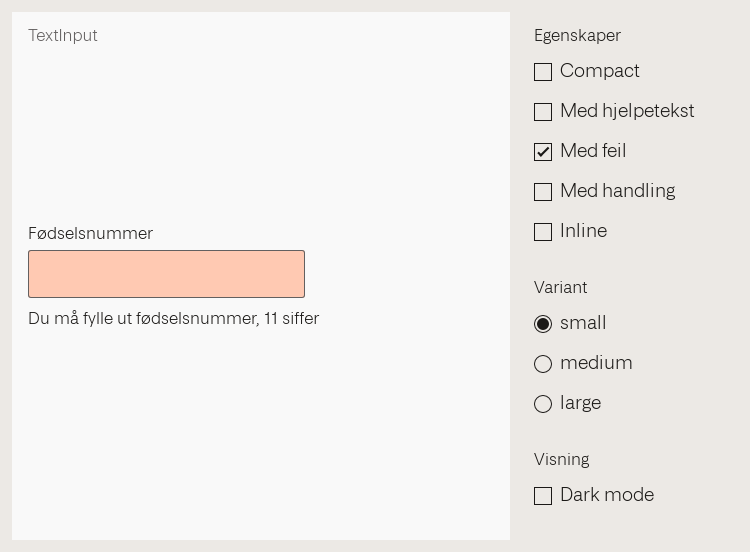 TextInput
Fødselsnummer
Du må fylle ut fødselsnummer, 11 siffer
Egenskaper
Compact
Med hjelpetekst
Med feil
Med handling
Inline
Variant
small
medium
large
Visning
Dark mode